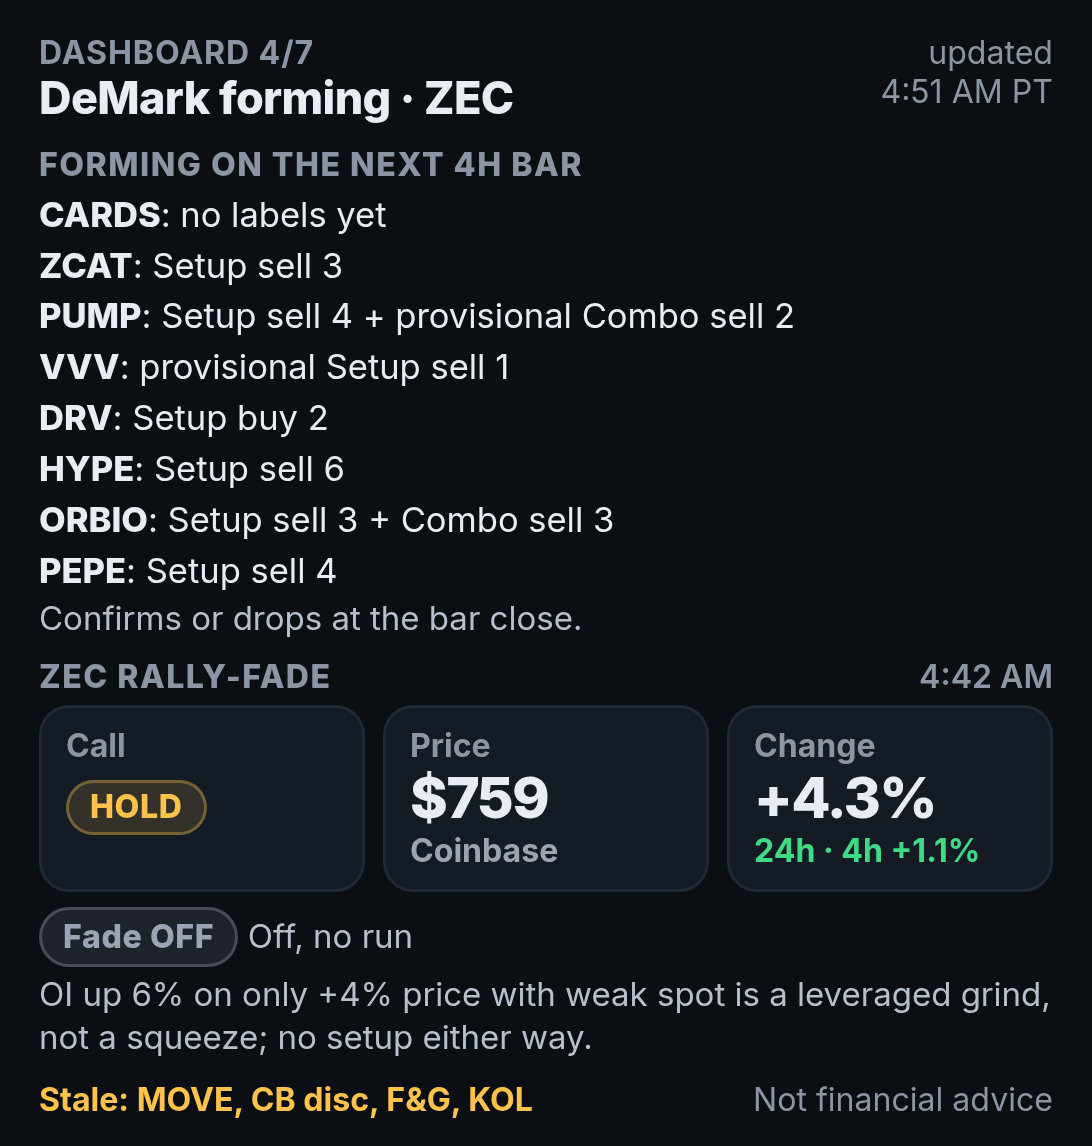 DASHBOARD 4/7
updated
DeMark forming · ZEC
4:51 AM PT
FORMING ON THE NEXT 4H BAR
CARDS: no labels yet
ZCAT: Setup sell 3
PUMP: Setup sell 4 + provisional Combo sell 2
VVV: provisional Setup sell 1
DRV: Setup buy 2
HYPE: Setup sell 6
ORBIO: Setup sell 3 + Combo sell 3
PEPE: Setup sell 4
Confirms or drops at the bar close.
ZEC RALLY-FADE 4:42 AM
Call
HOLD
Price
$759
Coinbase
Change
+4.3%
24h · 4h +1.1%
Fade OFF Off, no run
OI up 6% on only +4% price with weak spot is a leveraged grind,
not a squeeze; no setup either way.
Stale: MOVE, CB disc, F&G, KOL Not financial advice